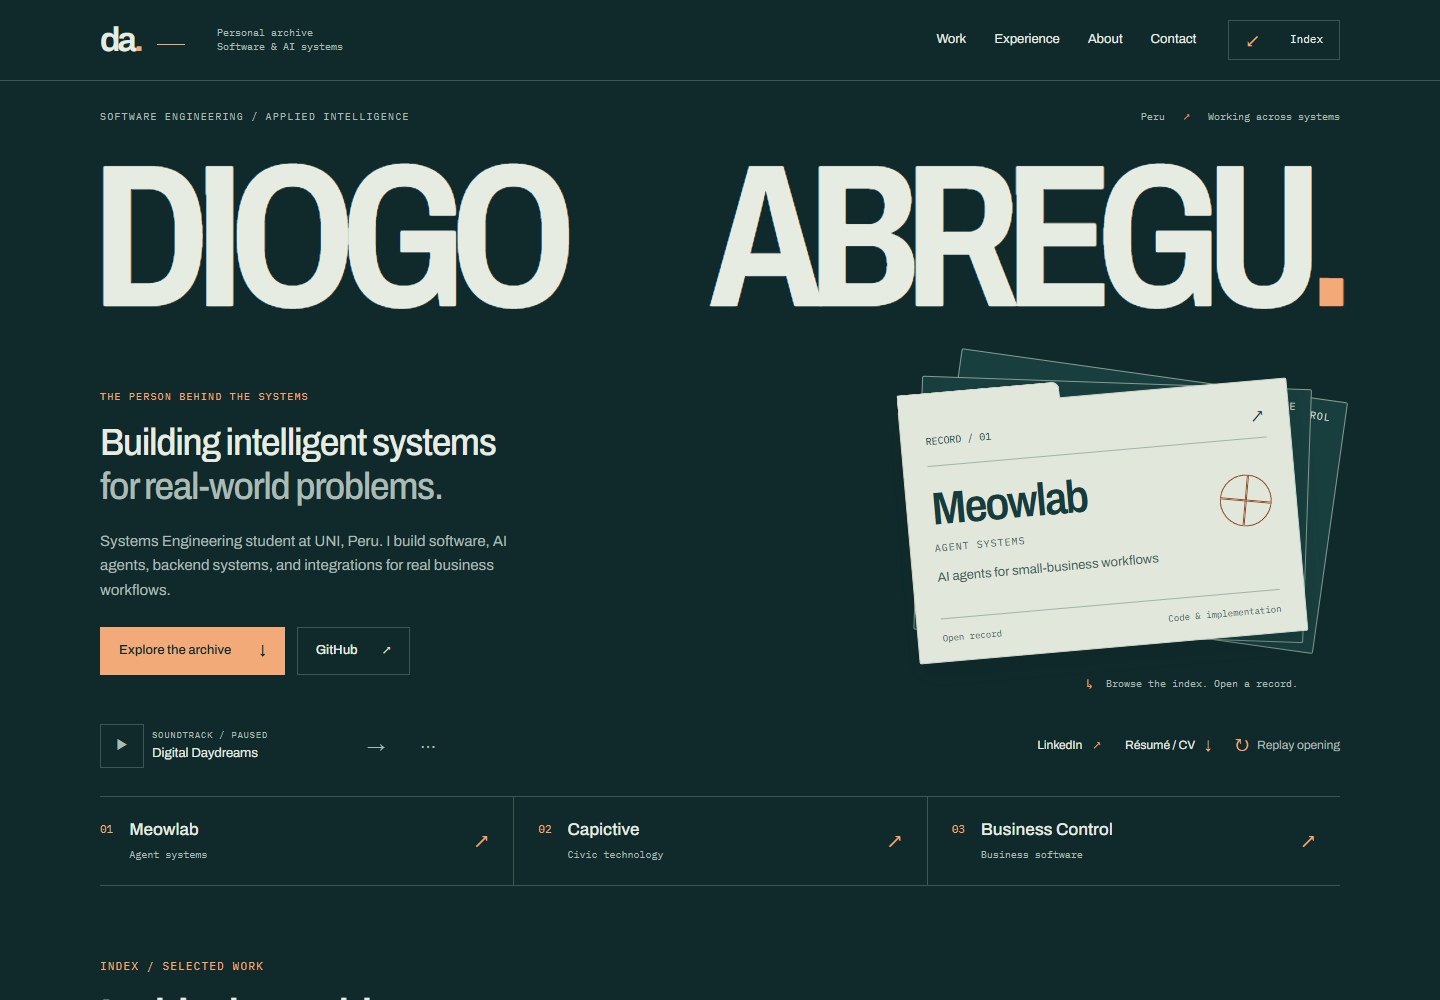 da.
Personal archive
Software & AI systems
Work
Experience
About
Contact
↙ Index
SOFTWARE ENGINEERING / APPLIED INTELLIGENCE
Peru ↗ Working across systems
DIOGO ABREGU.
THE PERSON BEHIND THE SYSTEMS
Building intelligent systems
for real-world problems.
Systems Engineering student at UNI, Peru. I build software, AI
agents, backend systems, and integrations for real business
workflows.
Explore the archive ↓
GitHub ↗
RECORD / 01 ↗
Meowlab
AGENT SYSTEMS
AI agents for small-business workflows
Open record
Code & implementation
↳ Browse the index. Open a record.
SOUNDTRACK / PAUSED
Digital Daydreams
→ ...
LinkedIn ↗
Résumé / CV ↓
↻ Replay opening
01 Meowlab ↗
Agent systems
02 Capictive ↗
Civic technology
03 Business Control ↗
Business software
INDEX / SELECTED WORK